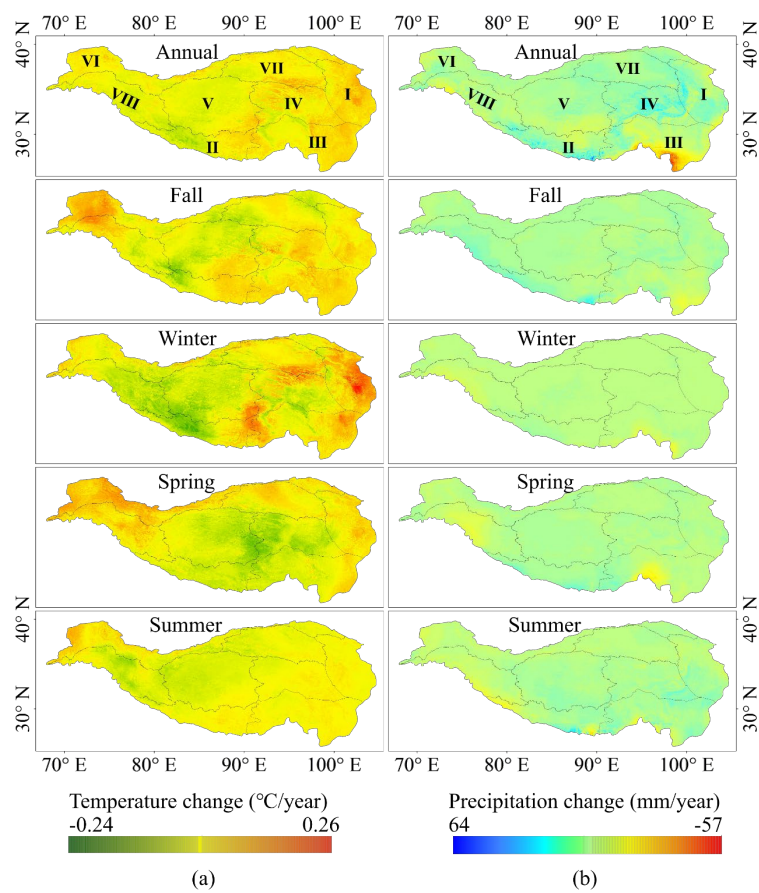 70° E 80° E 90° E 100° E 70° E 80° E 90° E 100° E
40° N
30° N
Annual
VI
VII
VIII
V
IV
I
II
III
Annual
VI
VII
VIII
V
IV
I
II
III
40° N
30° N
Fall
Fall
Winter
Winter
Spring
Spring
40° N
30° N
Summer
Summer
40° N
30° N
70° E 80° E 90° E 100° E 70° E 80° E 90° E 100° E
Temperature change (℃/year)
-0.24 0.26
Precipitation change (mm/year)
64 -57
(a) (b)